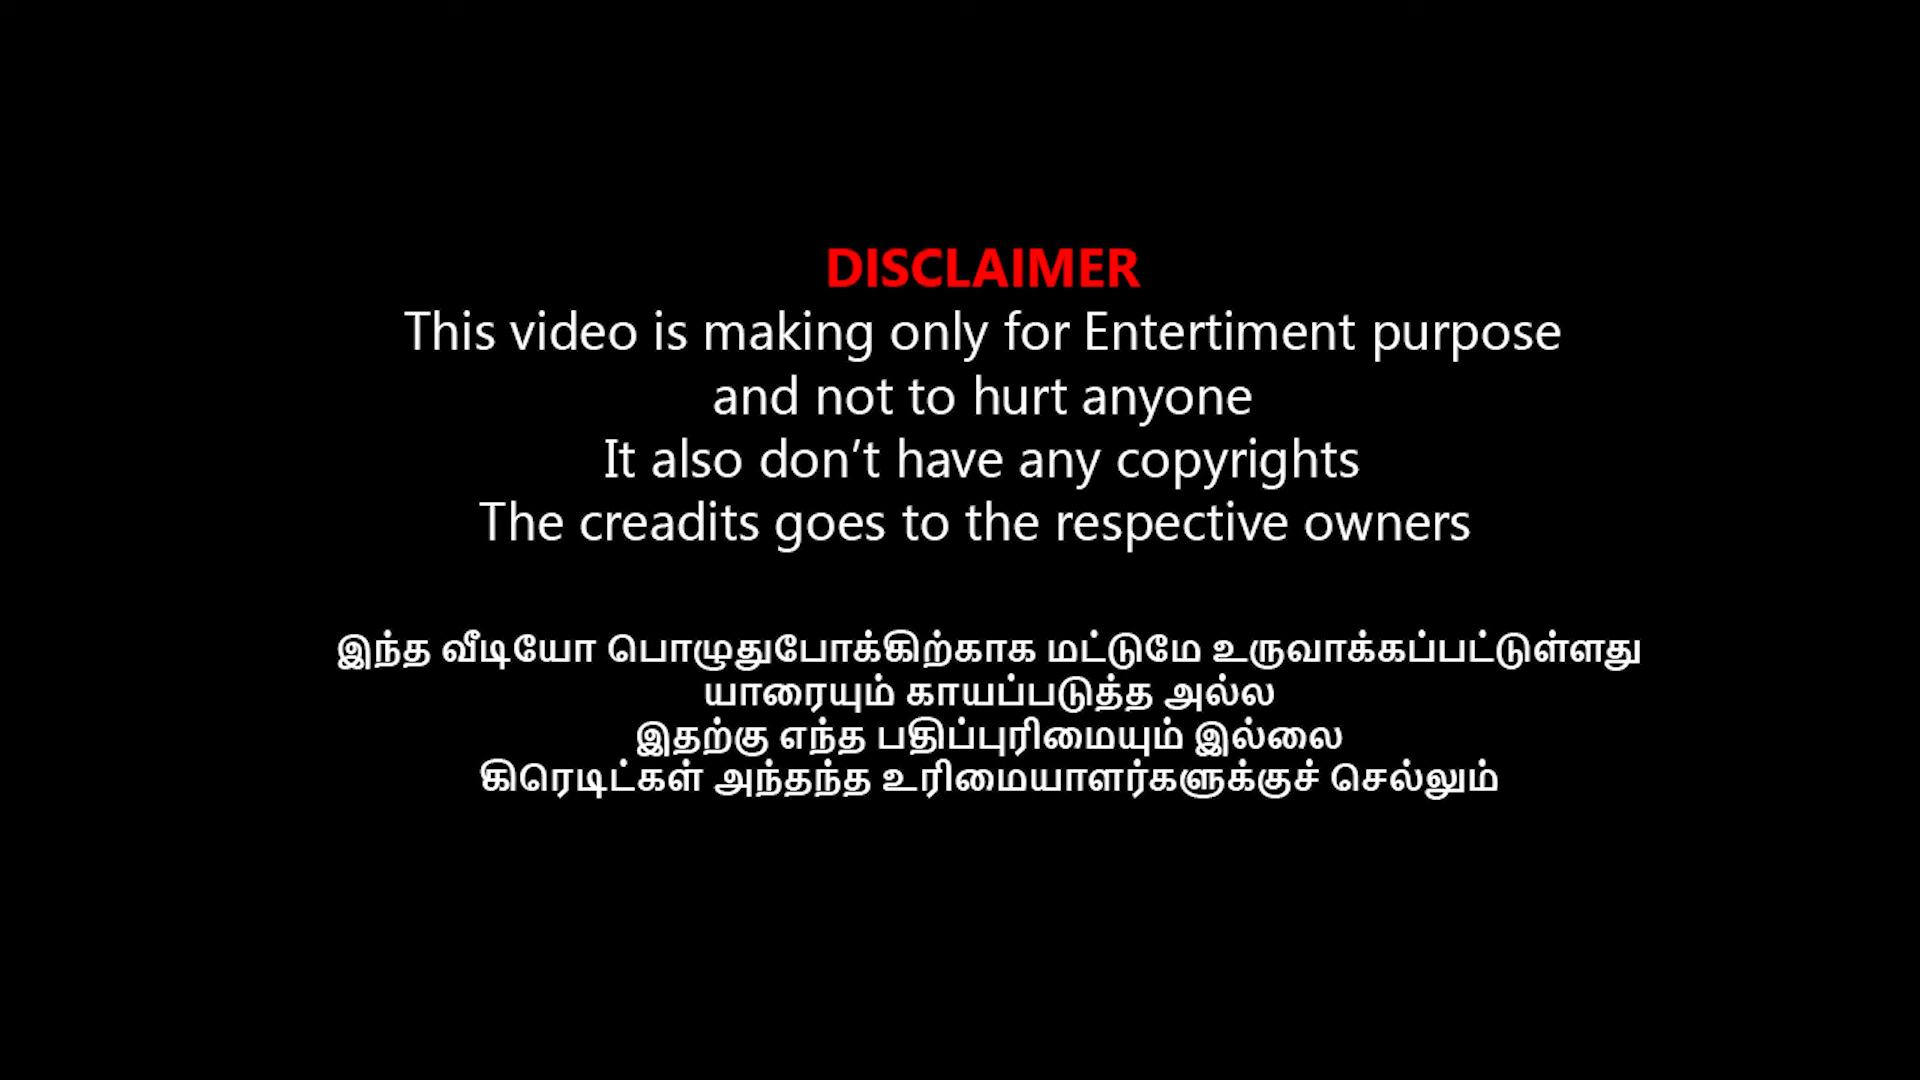 DISCLAIMER
This video is making only for Entertiment purpose
and not to hurt anyone
It also don’t have any copyrights
The creadits goes to the respective owners
இந்த வீடியோ பொழுதுபோக்கிற்காக மட்டுமே உருவாக்கப்பட்டுள்ளது
யாரையும் காயப்படுத்த அல்ல
இதற்கு எந்த பதிப்புரிமையும் இல்லை
கிரெடிட்கள் அந்தந்த உரிமையாளர்களுக்குச் செல்லும்